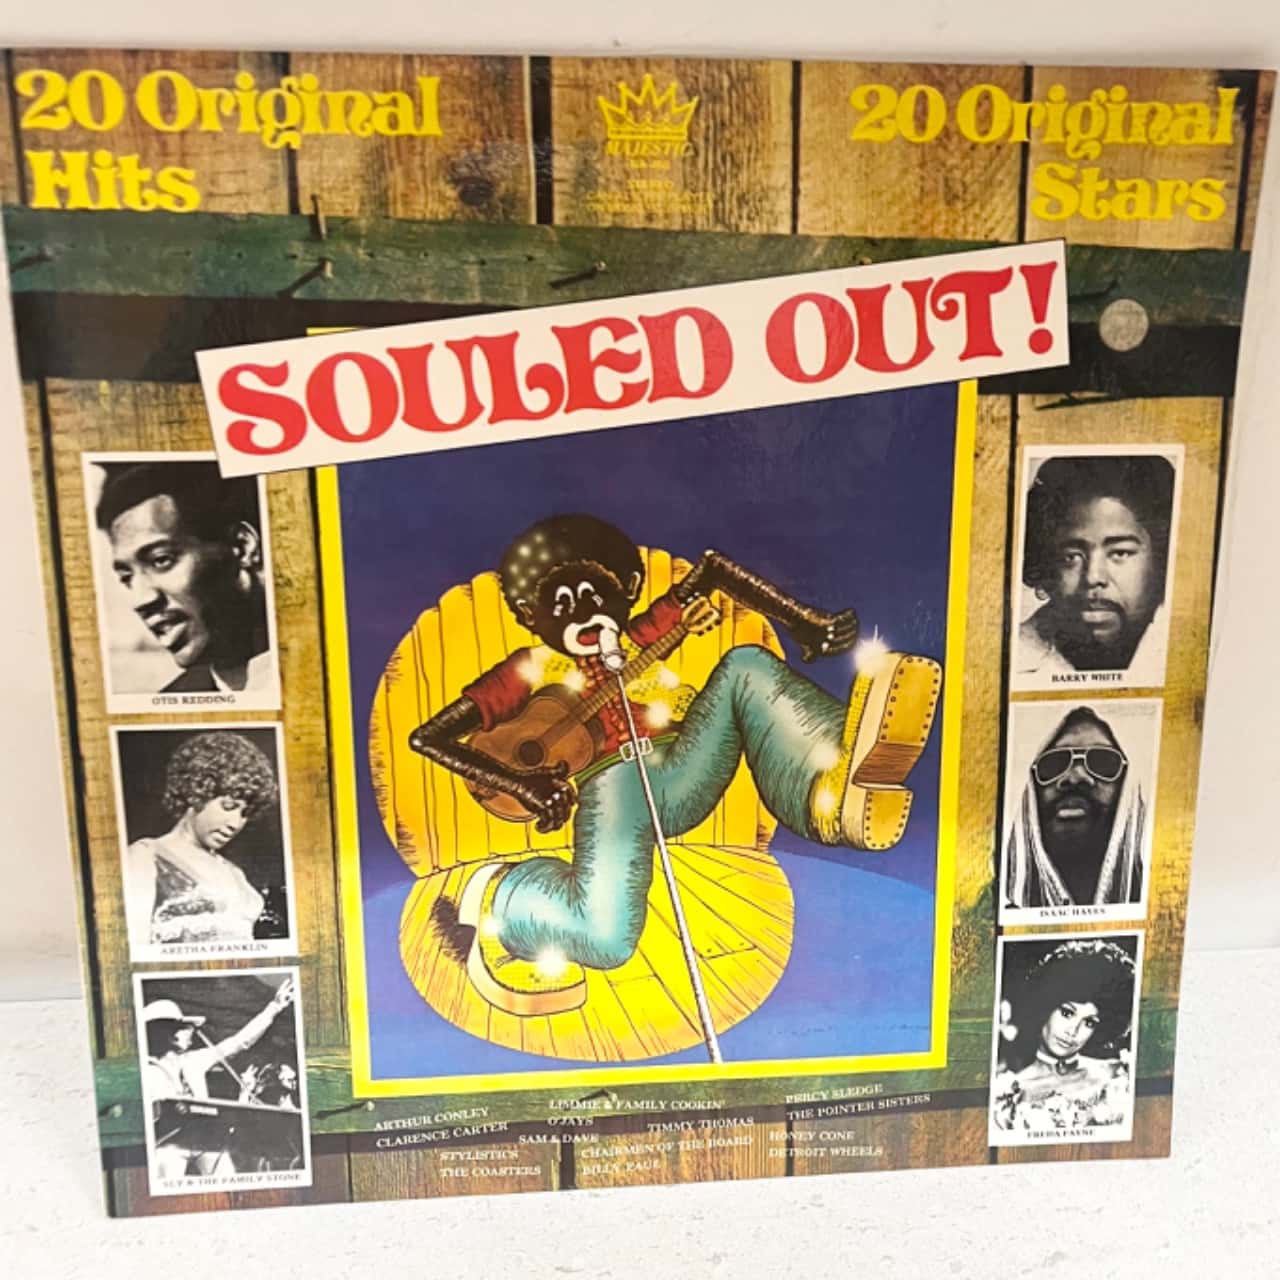 20 Original
Hits
MAJESTIC
STEREO
20 Original
Stars
SOULED OUT!
OTIS REDDING
BARRY WHITE
ARETHA FRANKLIN
ISAAC HAYES
SLY & THE FAMILY STONE
FREDA PAYNE
ARTHUR CONLEY
LIMMIE & FAMILY COOKIN'
PERCY SLEDGE
CLARENCE CARTER
O'JAYS
TIMMY THOMAS
THE POINTER SISTERS
SAM & DAVE
HONEY CONE
STYLISTICS
CHAIRMEN OF THE BOARD
DETROIT WHEELS
THE COASTERS
BILLY PAUL